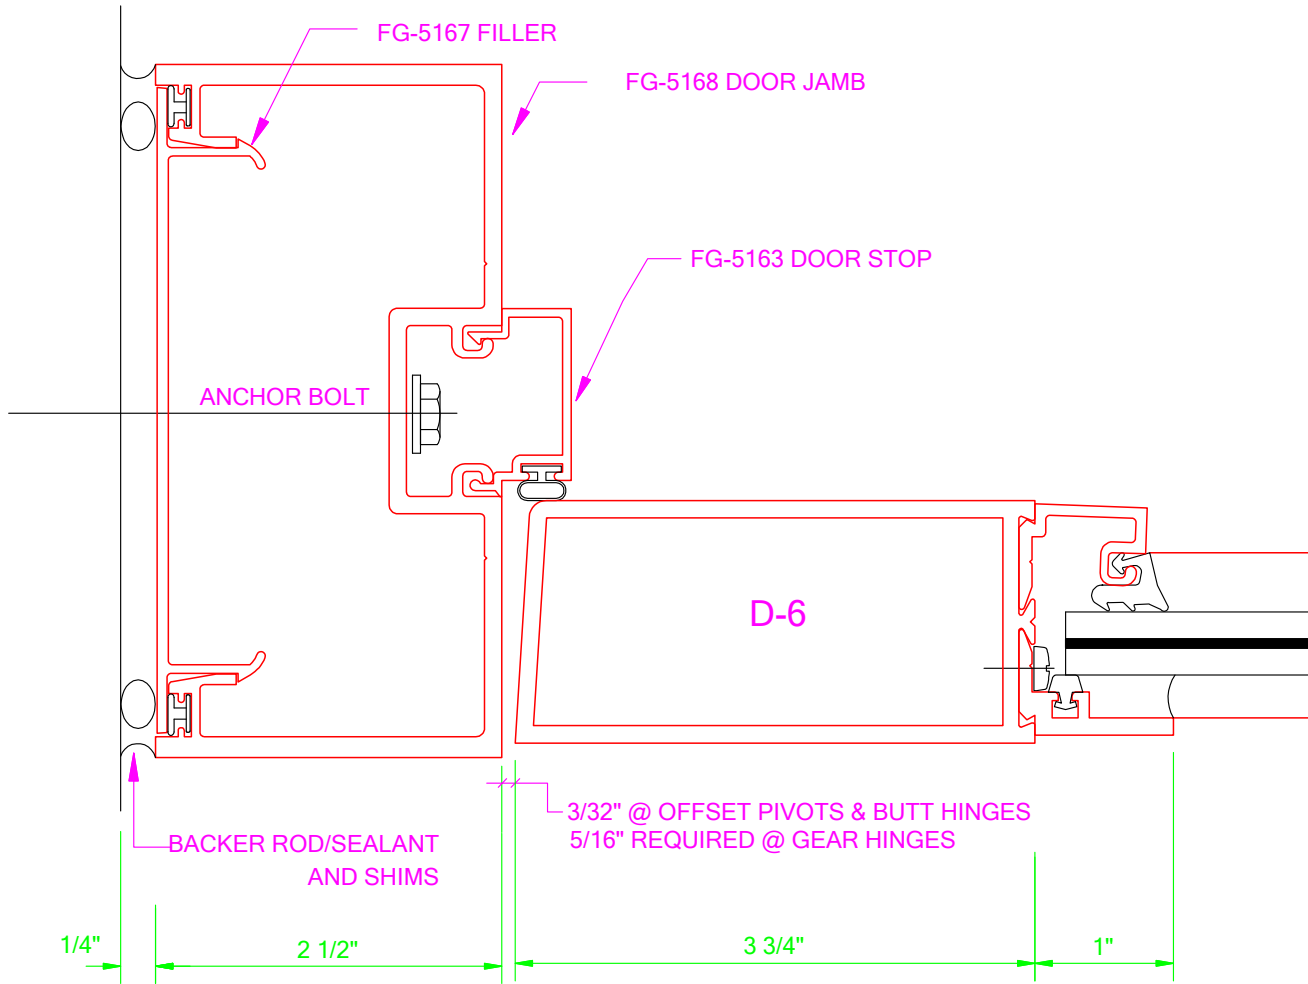 FG-5167 FILLER
FG-5168 DOOR JAMB
FG-5163 DOOR STOP
ANCHOR BOLT
D-6
3/32" @ OFFSET PIVOTS & BUTT HINGES
5/16" REQUIRED @ GEAR HINGES
BACKER ROD/SEALANT
AND SHIMS
1/4"
2 1/2"
3 3/4"
1"